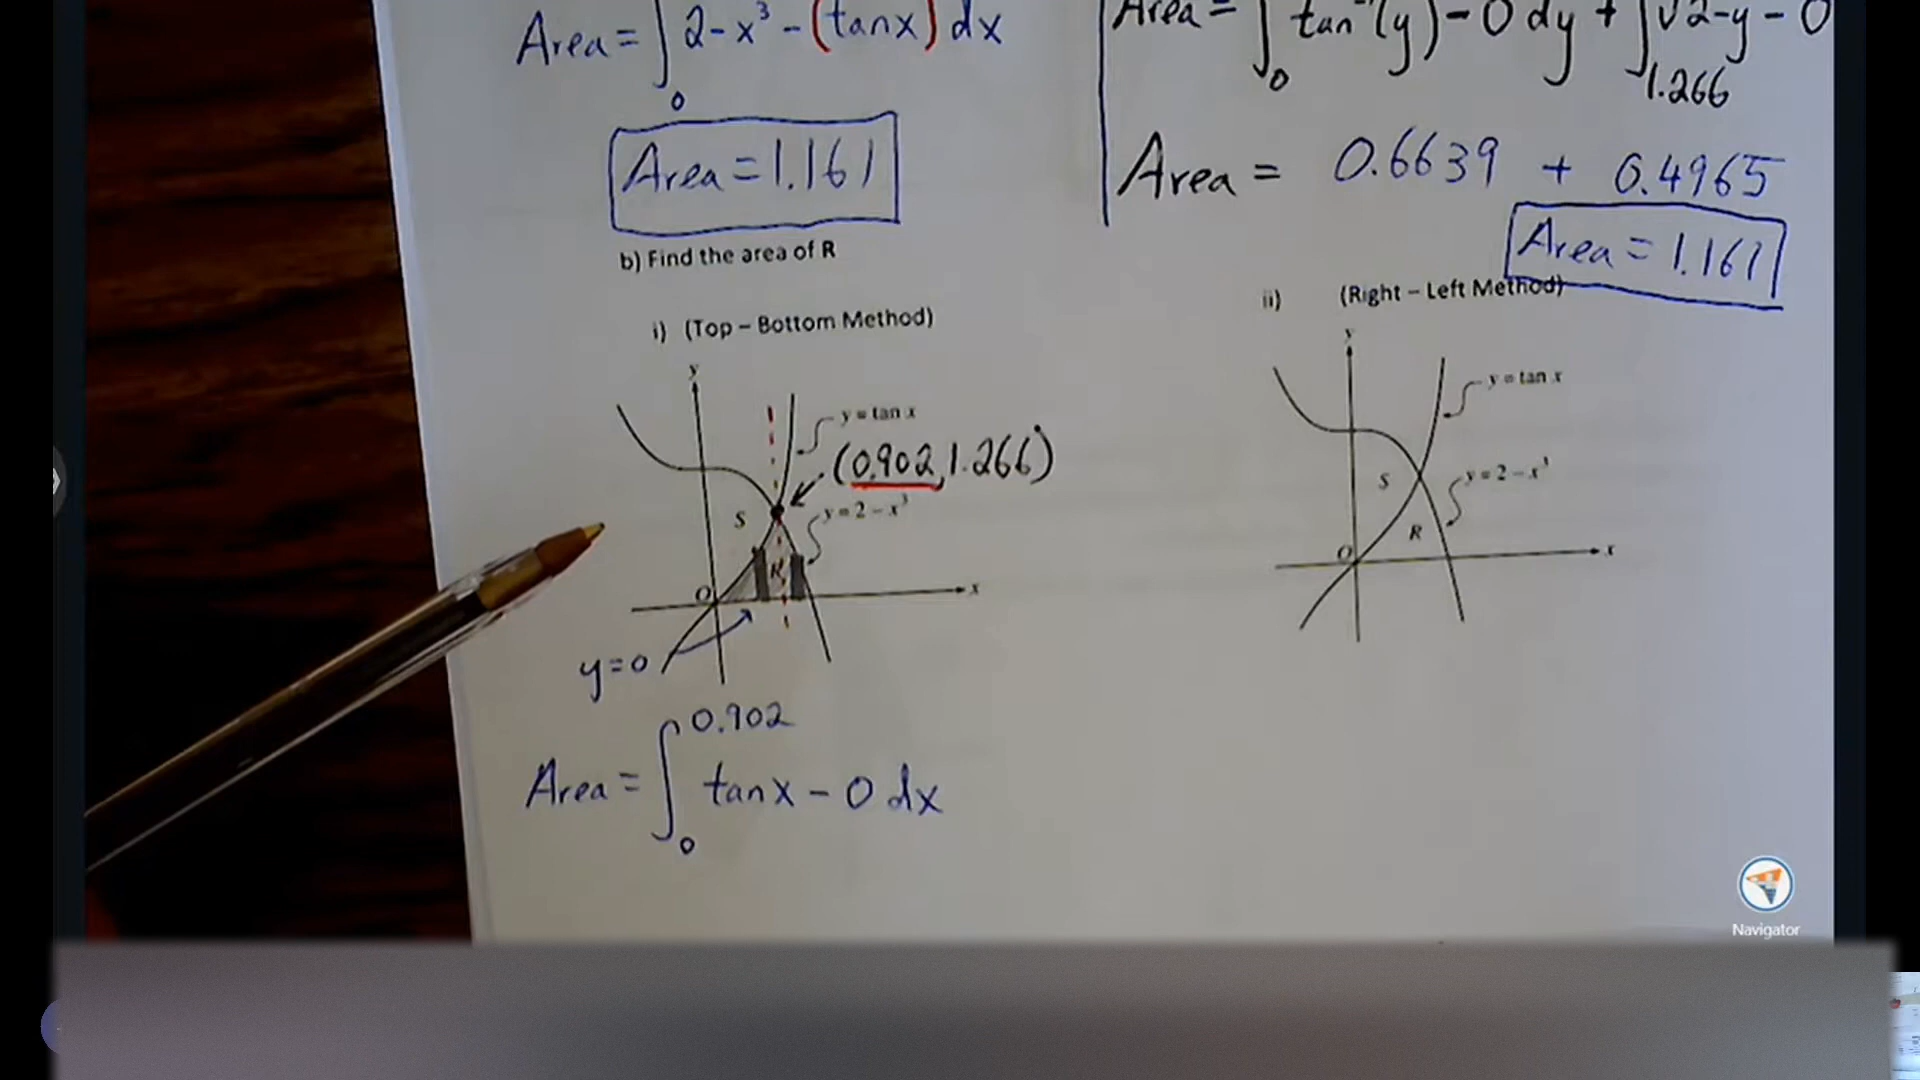 Area = ∫ 2-x³ - (tanx) dx
0
Area = 1.161
Area = ∫ tan⁻¹(y) - 0 dy + ∫ √2-y - 0
0
1.266
Area = 0.6639 + 0.4965
Area = 1.161
b) Find the area of R
i) (Top – Bottom Method)
y
y = tan x
(0.902, 1.266)
S
y = 2 – x³
R
O
x
y=0
0.902
Area = ∫ tanx - 0 dx
0
ii) (Right – Left Method)
y
y = tan x
S
y = 2 – x³
R
O
x
Navigator